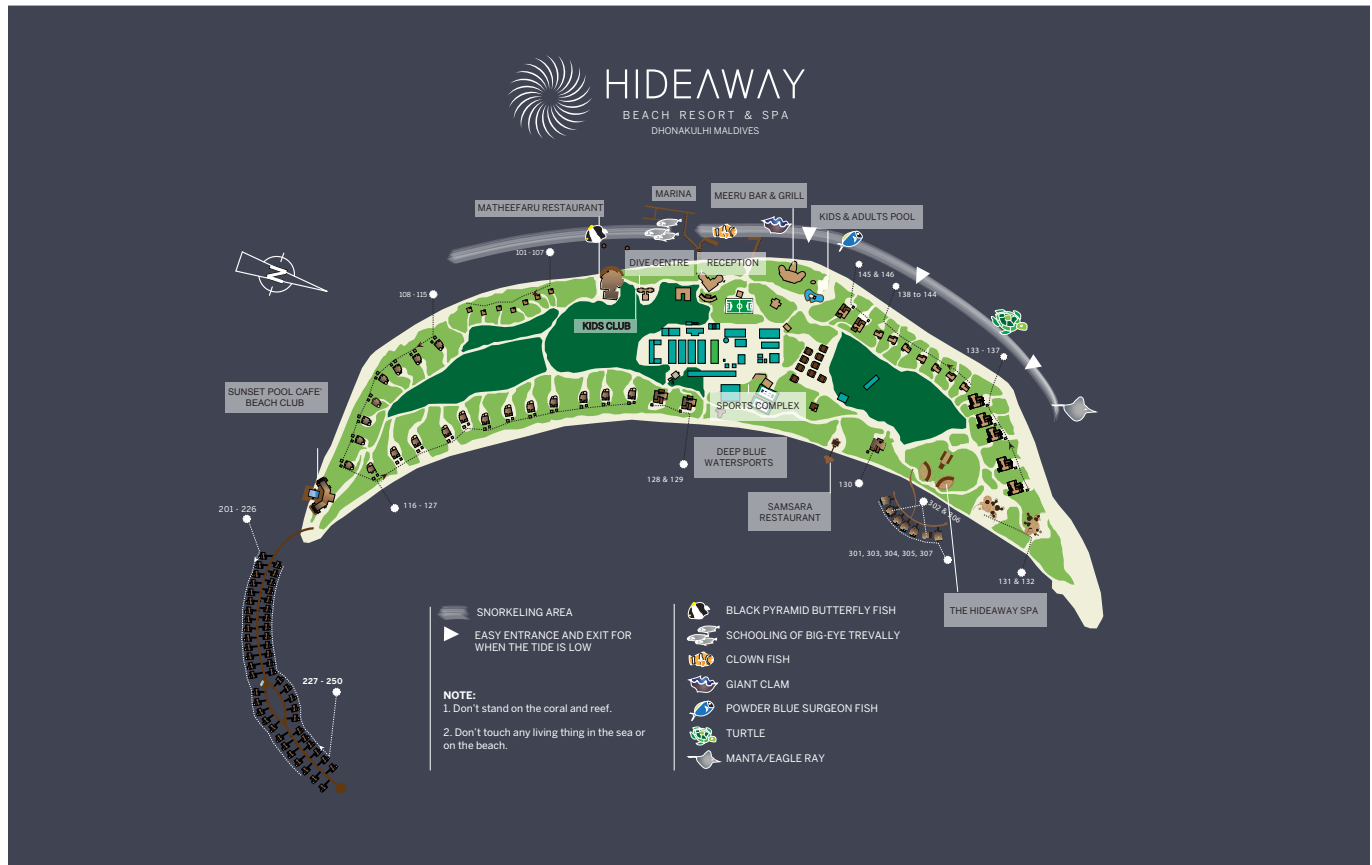 HIDEAWAY
BEACH RESORT & SPA
DHONAKULHI MALDIVES
MARINA
MEERU BAR & GRILL
MATHEEFARU RESTAURANT
KIDS & ADULTS POOL
101 - 107
DIVE CENTRE
RECEPTION
N
145 & 146
108 - 115
138 to 144
KIDS CLUB
133 - 137
SUNSET POOL CAFE'
BEACH CLUB
SPORTS COMPLEX
DEEP BLUE
WATERSPORTS
128 & 129
130
116 - 127
201 - 226
SAMSARA
RESTAURANT
302 & 306
301, 303, 304, 305, 307
131 & 132
THE HIDEAWAY SPA
227 - 250
SNORKELING AREA
EASY ENTRANCE AND EXIT FOR
WHEN THE TIDE IS LOW
NOTE:
1. Don't stand on the coral and reef.
2. Don't touch any living thing in the sea or
on the beach.
BLACK PYRAMID BUTTERFLY FISH
SCHOOLING OF BIG-EYE TREVALLY
CLOWN FISH
GIANT CLAM
POWDER BLUE SURGEON FISH
TURTLE
MANTA/EAGLE RAY